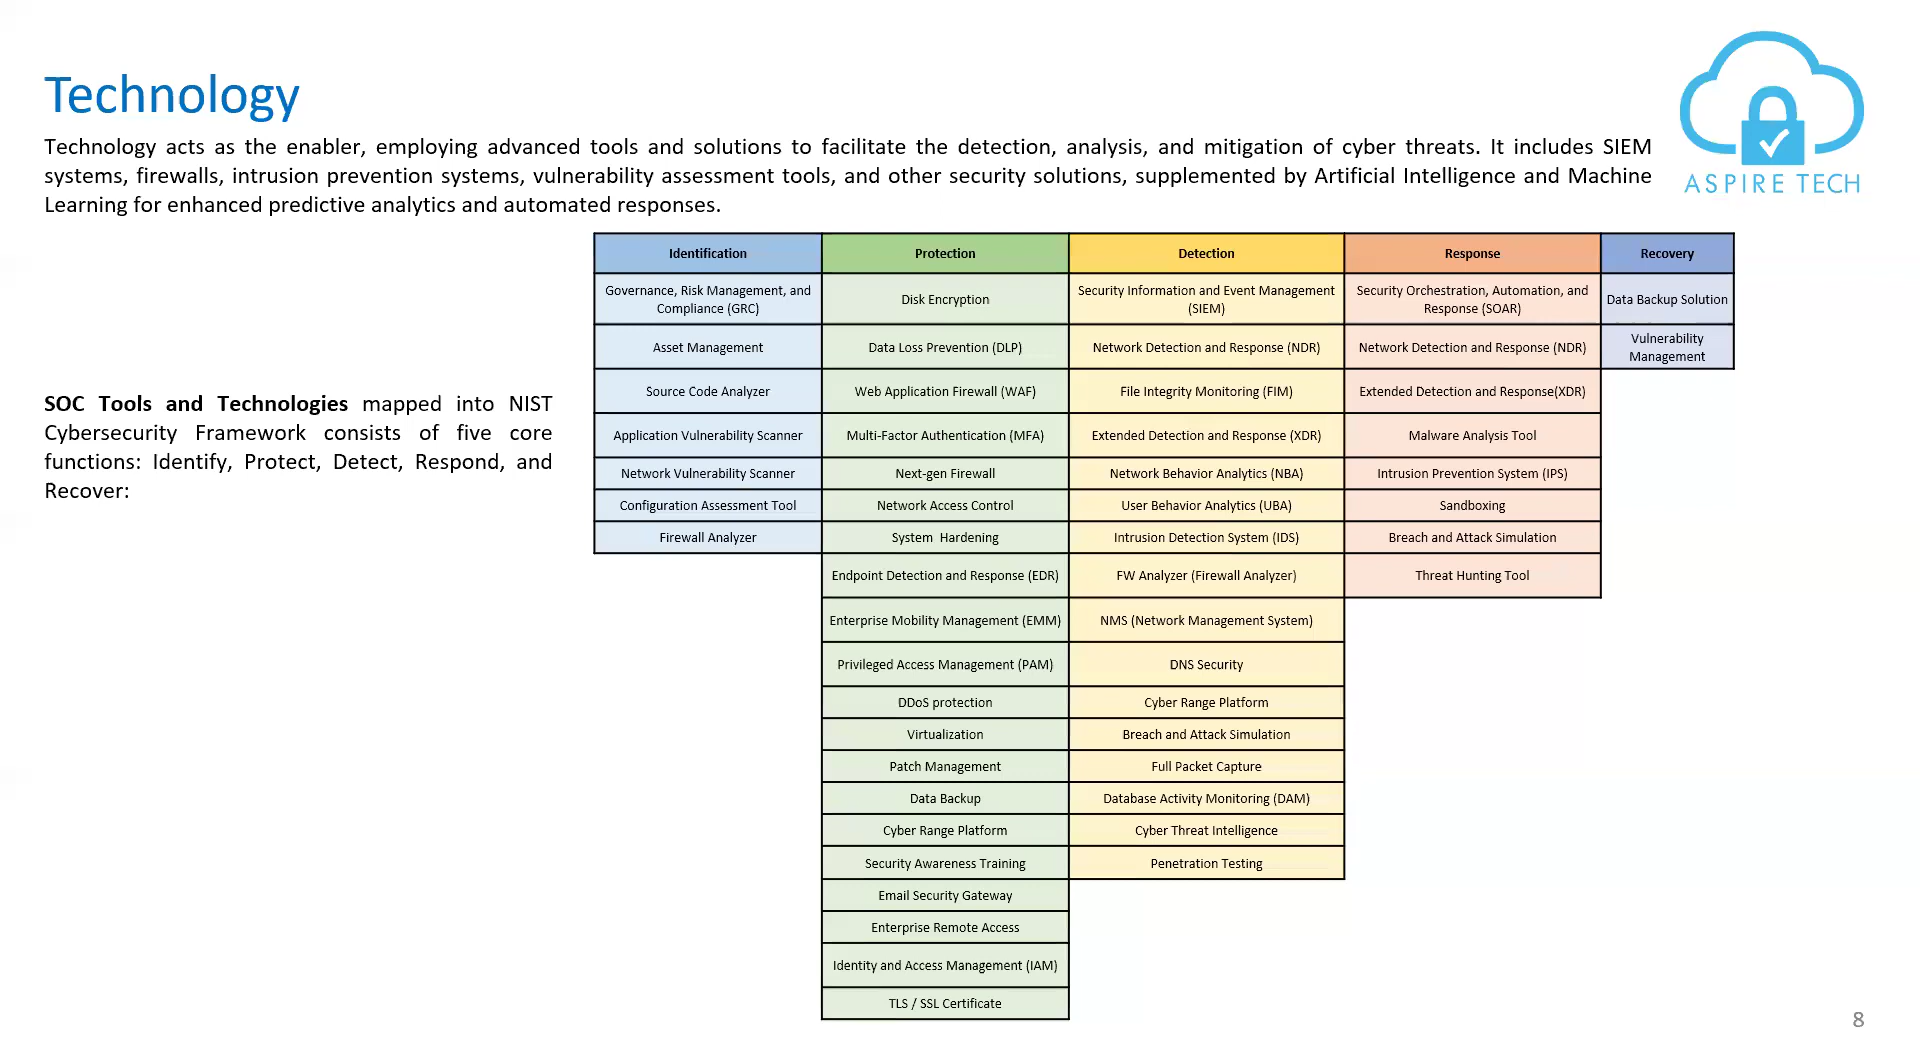 Technology
Technology acts as the enabler, employing advanced tools and solutions to facilitate the detection, analysis, and mitigation of cyber threats. It includes SIEM
systems, firewalls, intrusion prevention systems, vulnerability assessment tools, and other security solutions, supplemented by Artificial Intelligence and Machine
Learning for enhanced predictive analytics and automated responses.
ASPIRE TECH
SOC Tools and Technologies mapped into NIST
Cybersecurity Framework consists of five core
functions: Identify, Protect, Detect, Respond, and
Recover:
Identification
Governance, Risk Management, and
Compliance (GRC)
Asset Management
Source Code Analyzer
Application Vulnerability Scanner
Network Vulnerability Scanner
Configuration Assessment Tool
Firewall Analyzer
Protection
Disk Encryption
Data Loss Prevention (DLP)
Web Application Firewall (WAF)
Multi-Factor Authentication (MFA)
Next-gen Firewall
Network Access Control
System  Hardening
Endpoint Detection and Response (EDR)
Enterprise Mobility Management (EMM)
Privileged Access Management (PAM)
DDoS protection
Virtualization
Patch Management
Data Backup
Cyber Range Platform
Security Awareness Training
Email Security Gateway
Enterprise Remote Access
Identity and Access Management (IAM)
TLS / SSL Certificate
Detection
Security Information and Event Management
(SIEM)
Network Detection and Response (NDR)
File Integrity Monitoring (FIM)
Extended Detection and Response (XDR)
Network Behavior Analytics (NBA)
User Behavior Analytics (UBA)
Intrusion Detection System (IDS)
FW Analyzer (Firewall Analyzer)
NMS (Network Management System)
DNS Security
Cyber Range Platform
Breach and Attack Simulation
Full Packet Capture
Database Activity Monitoring (DAM)
Cyber Threat Intelligence
Penetration Testing
Response
Security Orchestration, Automation, and
Response (SOAR)
Network Detection and Response (NDR)
Extended Detection and Response(XDR)
Malware Analysis Tool
Intrusion Prevention System (IPS)
Sandboxing
Breach and Attack Simulation
Threat Hunting Tool
Recovery
Data Backup Solution
Vulnerability
Management
8